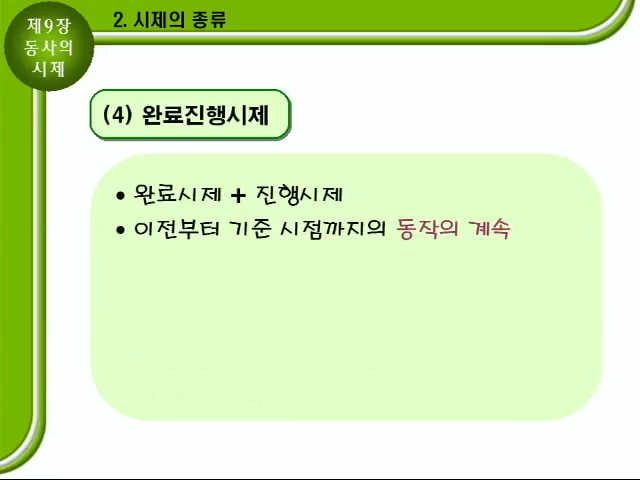 제9장
동사의
시제
2. 시제의 종류
(4) 완료진행시제
• 완료시제 + 진행시제
• 이전부터 기준 시점까지의 동작의 계속